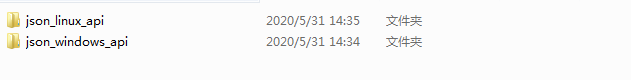 json_linux_api 2020/5/31 14:35 文件夹
json_windows_api 2020/5/31 14:34 文件夹